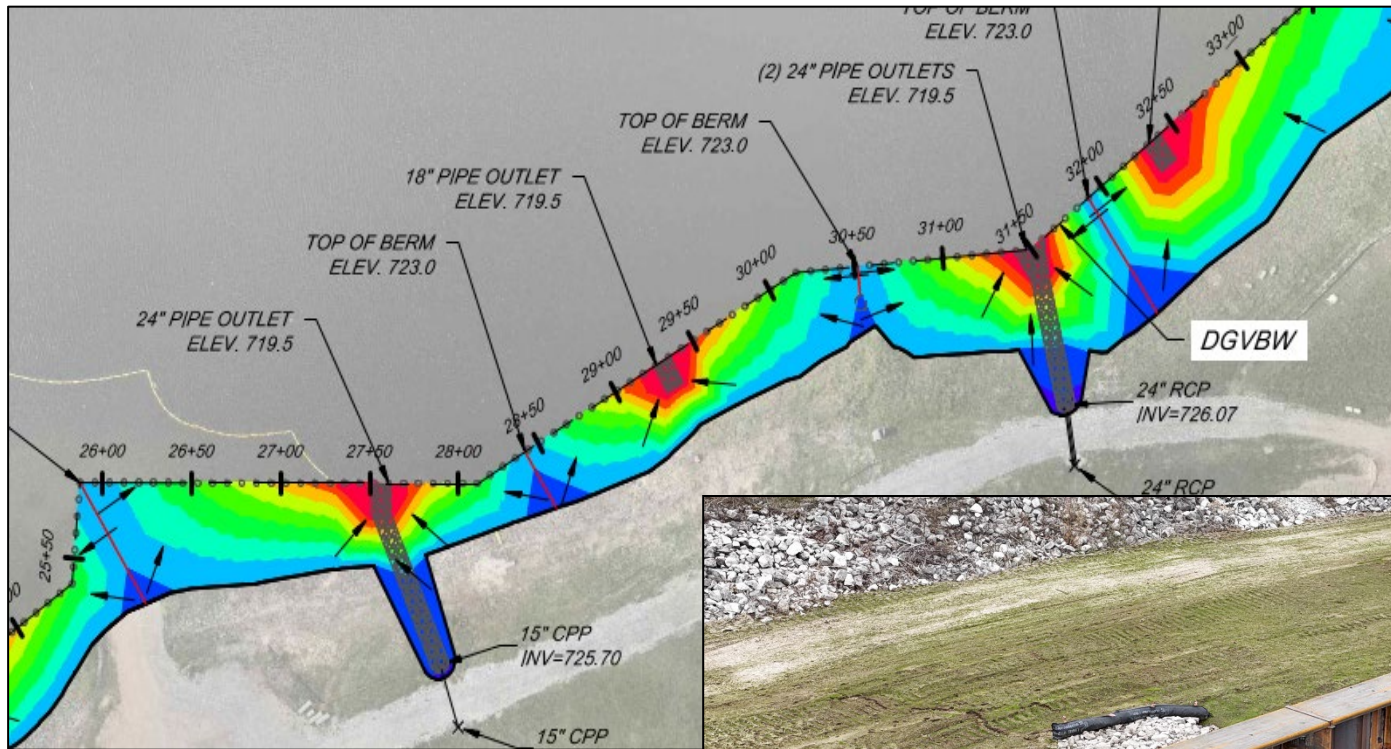 TOP OF BERM
ELEV. 723.0
33+00
(2) 24" PIPE OUTLETS
ELEV. 719.5
32+50
TOP OF BERM
ELEV. 723.0
32+00
18" PIPE OUTLET
ELEV. 719.5
30+50
31+00
31+50
TOP OF BERM
ELEV. 723.0
30+00
24" PIPE OUTLET
ELEV. 719.5
29+50
29+00
DGVBW
28+50
24" RCP
INV=726.07
26+00
26+50
27+00
27+50
28+00
24" RCP
25+50
15" CPP
INV=725.70
15" CPP